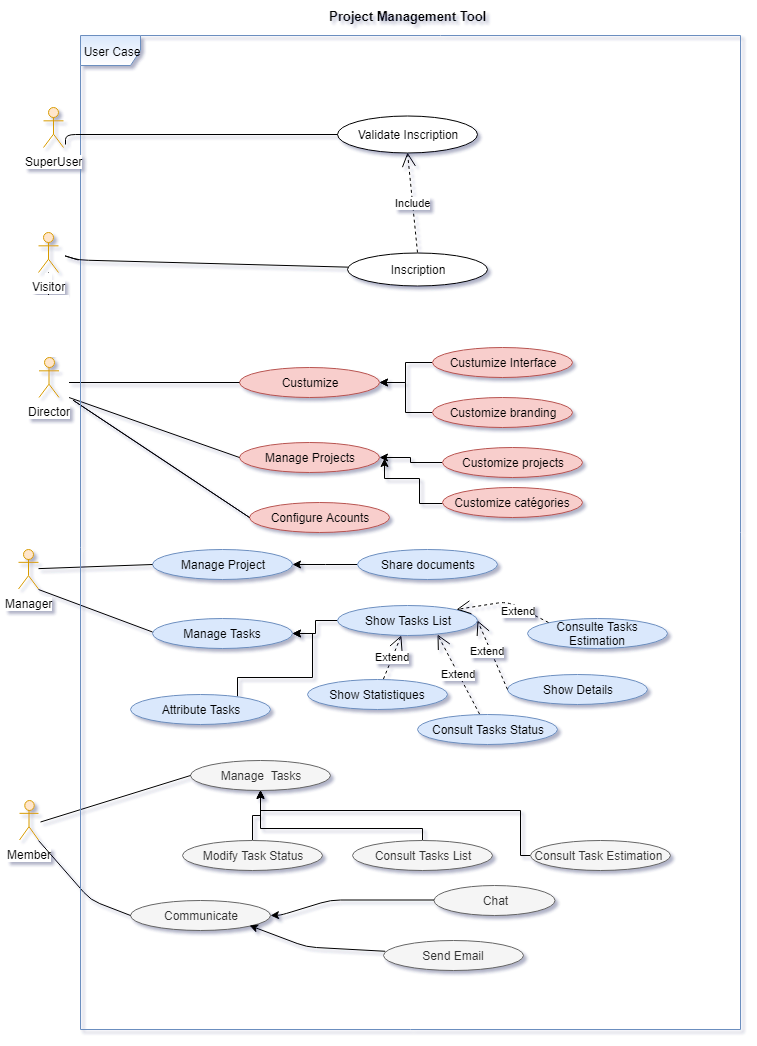 Project Management Tool
User Case
SuperUser
Validate Inscription
Include
Visitor
Inscription
Director
Custumize
Custumize Interface
Customize branding
Manage Projects
Customize projects
Customize catégories
Configure Acounts
Manager
Manage Project
Share documents
Manage Tasks
Show Tasks List
Extend
Consulte Tasks
Estimation
Extend
Extend
Extend
Show Statistiques
Show Details
Attribute Tasks
Consult Tasks Status
Member
Manage  Tasks
Modify Task Status
Consult Tasks List
Consult Task Estimation
Communicate
Chat
Send Email